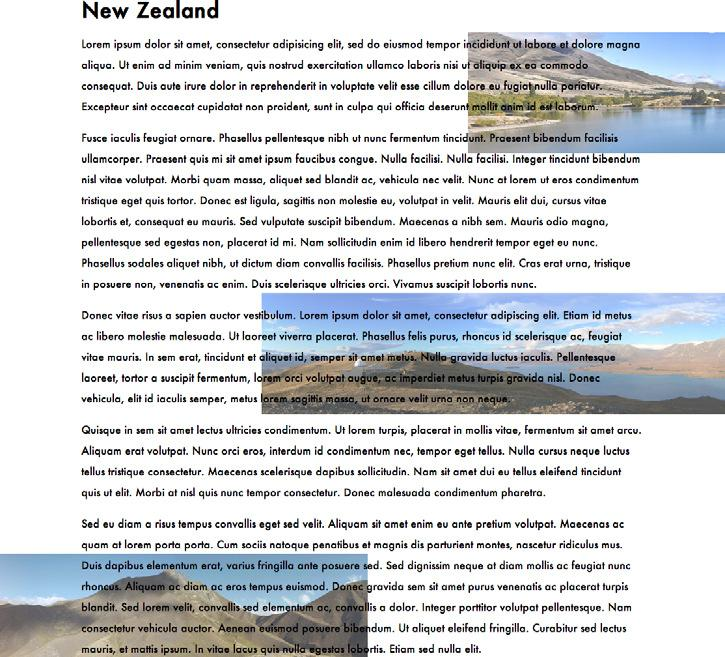 New Zealand
Lorem ipsum dolor sit amet, consectetur adipisicing elit, sed do eiusmod tempor incididunt ut labore et dolore magna
aliqua. Ut enim ad minim veniam, quis nostrud exercitation ullamco laboris nisi ut aliquip ex ea commodo
consequat. Duis aute irure dolor in reprehenderit in voluptate velit esse cillum dolore eu fugiat nulla pariatur.
Excepteur sint occaecat cupidatat non proident, sunt in culpa qui officia deserunt mollit anim id est laborum.
Fusce iaculis feugiat ornare. Phasellus pellentesque nibh ut nunc fermentum tincidunt. Praesent bibendum facilisis
ullamcorper. Praesent quis mi sit amet ipsum faucibus congue. Nulla facilisi. Nulla facilisi. Integer tincidunt bibendum
nisl vitae volutpat. Morbi quam massa, aliquet sed blandit ac, vehicula nec velit. Nunc at lorem ut eros condimentum
tristique eget quis tortor. Donec est ligula, sagittis non molestie eu, volutpat in velit. Mauris elit dui, cursus vitae
lobortis et, consequat eu mauris. Sed vulputate suscipit bibendum. Maecenas a nibh sem. Mauris odio magna,
pellentesque sed egestas non, placerat id mi. Nam sollicitudin enim id libero hendrerit tempor eget eu nunc.
Phasellus sodales aliquet nibh, ut dictum diam convallis facilisis. Phasellus pretium nunc elit. Cras erat urna, tristique
in posuere non, venenatis ac enim. Duis scelerisque ultricies orci. Vivamus suscipit lobortis nunc.
Donec vitae risus a sapien auctor vestibulum. Lorem ipsum dolor sit amet, consectetur adipiscing elit. Etiam id metus
ac libero molestie malesuada. Ut laoreet viverra placerat. Phasellus felis purus, rhoncus id scelerisque ac, feugiat
vitae mauris. In sem erat, tincidunt et aliquet id, semper sit amet metus. Nulla gravida luctus iaculis. Pellentesque
laoreet, tortor a suscipit fermentum, lorem orci volutpat augue, ac imperdiet metus turpis gravida nisl. Donec
vehicula, elit id iaculis semper, metus lorem sagittis massa, ut ornare velit urna non neque.
Quisque in sem sit amet lectus ultricies condimentum. Ut lorem turpis, placerat in mollis vitae, fermentum sit amet arcu.
Aliquam erat volutpat. Nunc orci eros, interdum id condimentum nec, tempor eget tellus. Nulla cursus neque luctus
tellus tristique consectetur. Maecenas scelerisque dapibus sollicitudin. Nam sit amet dui eu tellus eleifend tincidunt
quis ut elit. Morbi at nisl quis nunc tempor consectetur. Donec malesuada condimentum pharetra.
Sed eu diam a risus tempus convallis eget sed velit. Aliquam sit amet enim eu ante pretium volutpat. Maecenas ac
quam at lorem porta porta. Cum sociis natoque penatibus et magnis dis parturient montes, nascetur ridiculus mus.
Duis dapibus elementum erat, varius fringilla ante posuere sed. Sed dignissim neque at diam mollis ac feugiat nunc
rhoncus. Aliquam ac diam ac eros tempus euismod. Donec gravida sem sit amet purus venenatis ac placerat turpis
blandit. Sed lorem velit, convallis sed elementum ac, convallis a dolor. Integer porttitor volutpat pellentesque. Nam
consectetur vehicula auctor. Aenean euismod posuere bibendum. Ut aliquet eleifend fringilla. Curabitur sed lectus
mauris, et mattis ipsum. In vitae lacus quis nulla egestas lobortis. Etiam sed nulla elit.